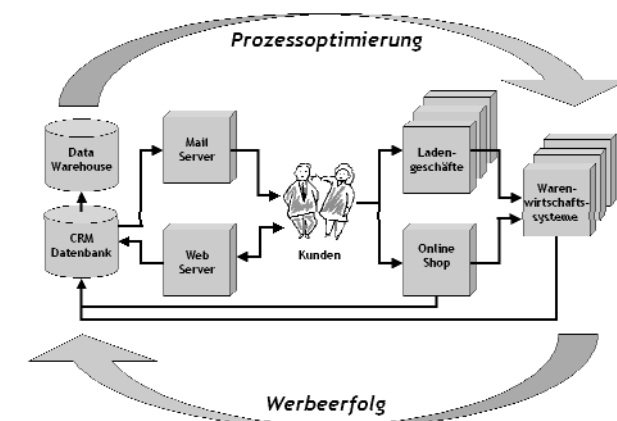 Prozessoptimierung
Data
Warehouse
Mail
Server
Laden-
geschäfte
Waren-
wirtschafts-
systeme
CRM
Datenbank
Web
Server
Kunden
Online
Shop
Werbeerfolg